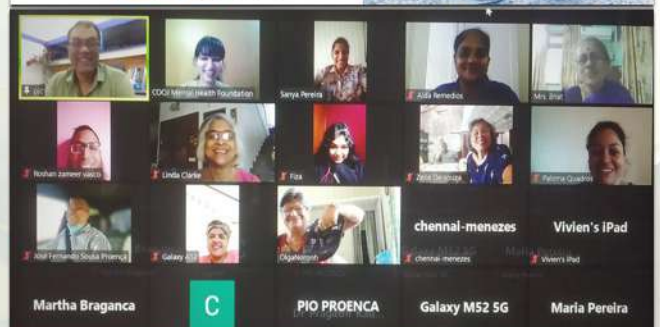 COOJ Mental Health Foundation
Sanya Pereira
Alda Remedios
Mrs. Bhat
Roshan zameer vasco
Linda Clarke
Fiza
Zelia De souza
Paloma Quadros
José Fernando Sousa Proença
Galaxy
OlgaNoronh
chennai-menezes
chennai-menezes
Vivien's iPad
Vivien's iPad
Martha Braganca
C
PIO PROENCA
Galaxy M52 5G
Maria Pereira